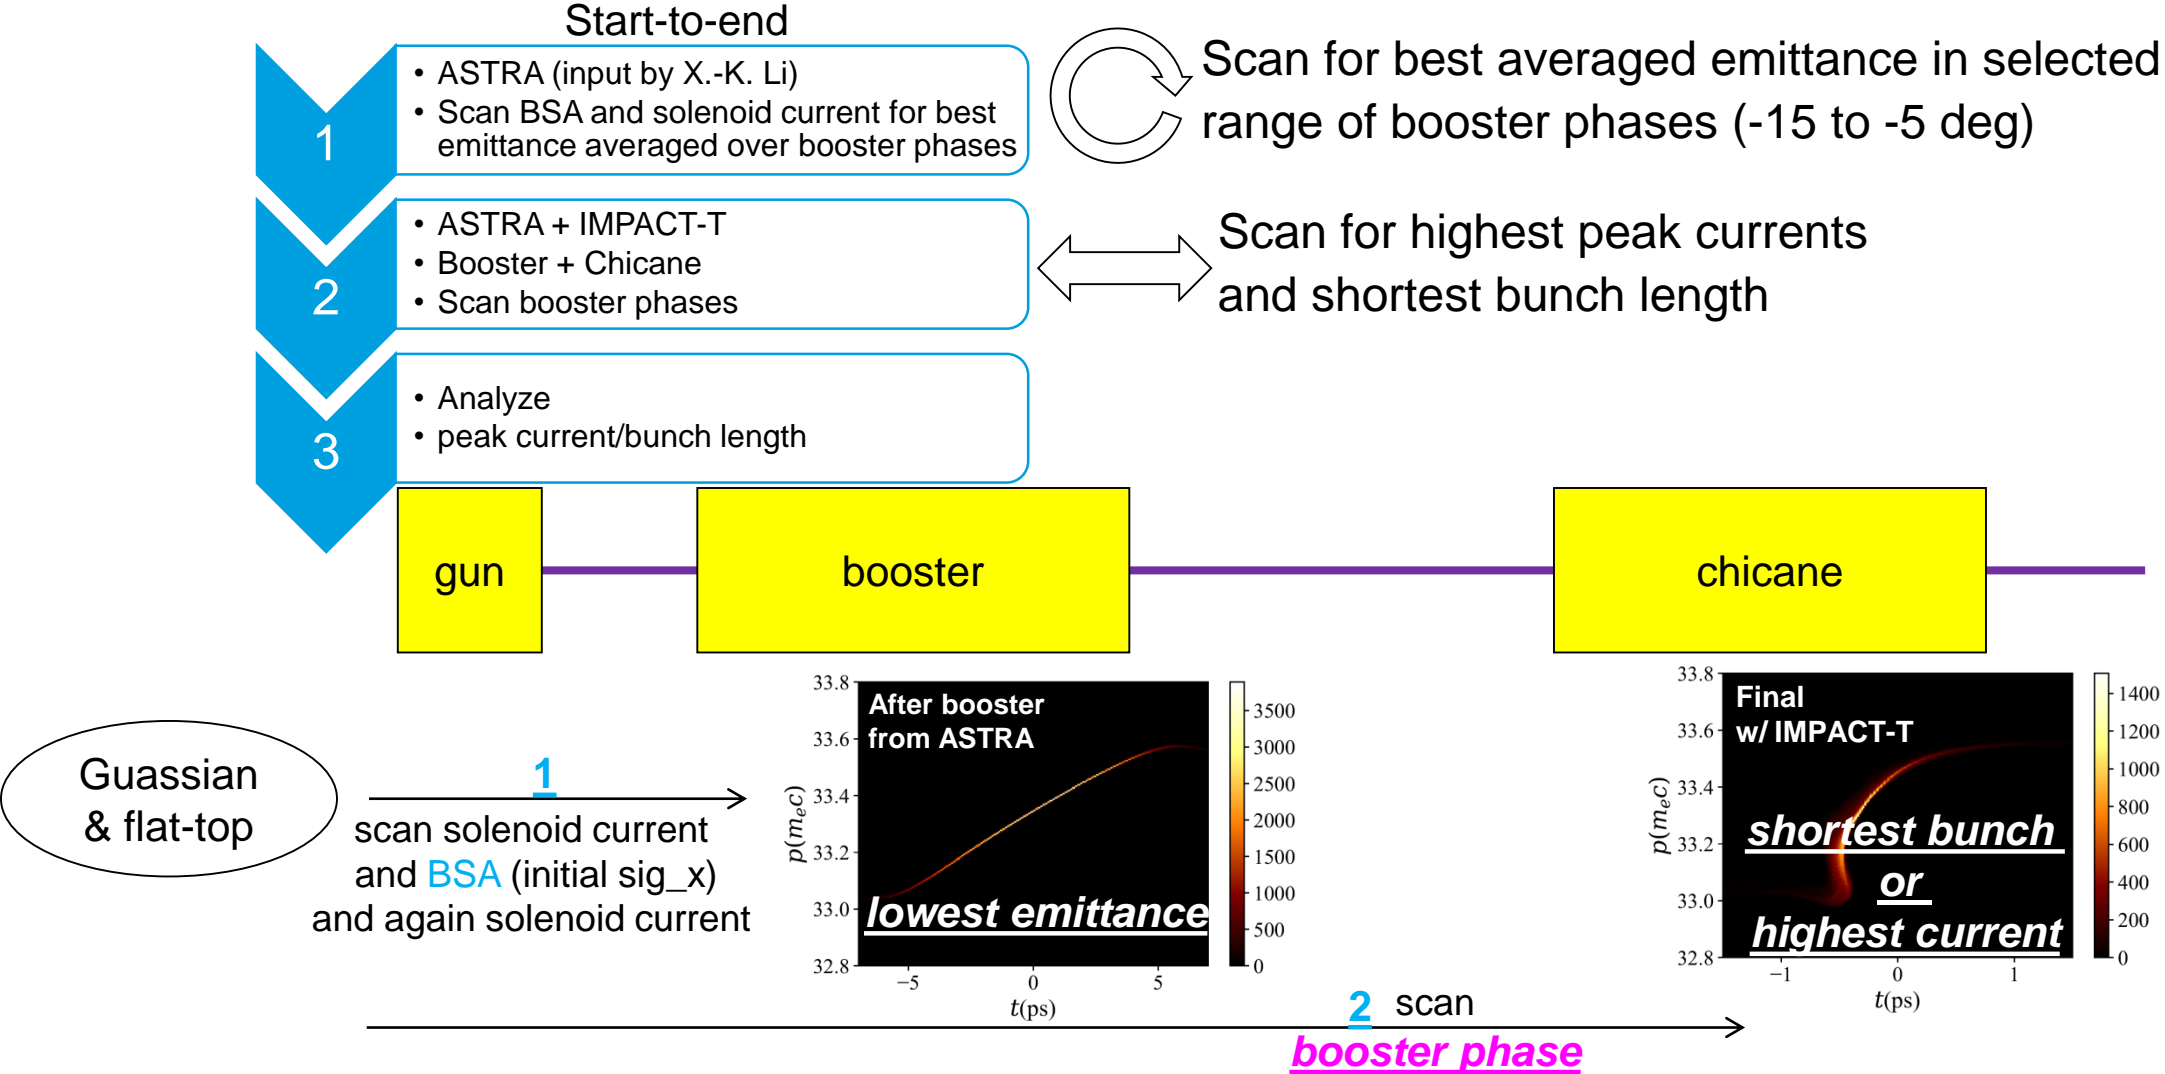 Start-to-end
1
• ASTRA (input by X.-K. Li)
• Scan BSA and solenoid current for best
emittance averaged over booster phases
Scan for best averaged emittance in selected
range of booster phases (-15 to -5 deg)
2
• ASTRA + IMPACT-T
• Booster + Chicane
• Scan booster phases
Scan for highest peak currents
and shortest bunch length
3
• Analyze
• peak current/bunch length
gun
booster
chicane
Guassian
& flat-top
1
scan solenoid current
and BSA (initial sig_x)
and again solenoid current
After booster
from ASTRA
lowest emittance
33.8
33.6
33.4
33.2
33.0
32.8
p(mₑc)
−5 0 5
t(ps)
3500
3000
2500
2000
1500
1000
500
0
Final
w/ IMPACT-T
shortest bunch
or
highest current
33.8
33.6
33.4
33.2
33.0
32.8
p(mₑc)
−1 0 1
t(ps)
1400
1200
1000
800
600
400
200
0
2 scan
booster phase